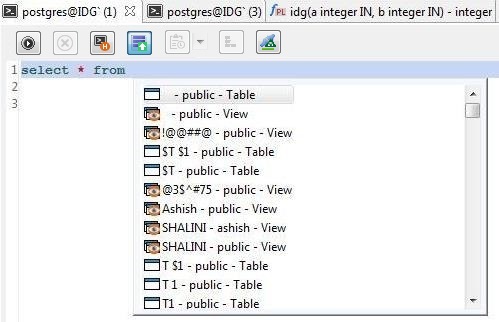 postgres@IDG` (1) postgres@IDG` (3) idg(a integer IN, b integer IN) - integer
1 select * from
2
3
- public - Table
- public - View
!@@##@ - public - View
$T $1 - public - Table
$T - public - Table
@3$^#75 - public - View
Ashish - public - View
SHALINI - ashish - View
SHALINI - public - View
T $1 - public - Table
T 1 - public - Table
T1 - public - Table